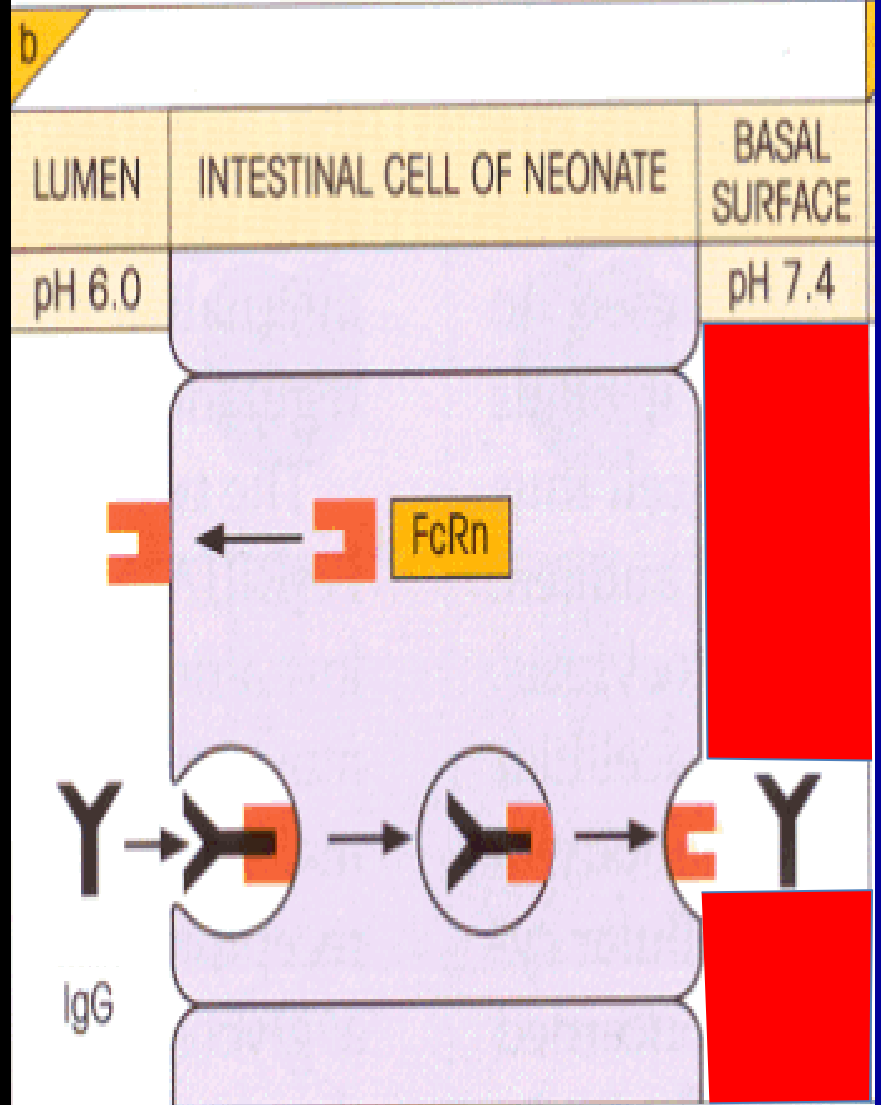 b
LUMEN
INTESTINAL CELL OF NEONATE
BASAL
SURFACE
pH 6.0
pH 7.4
FcRn
IgG